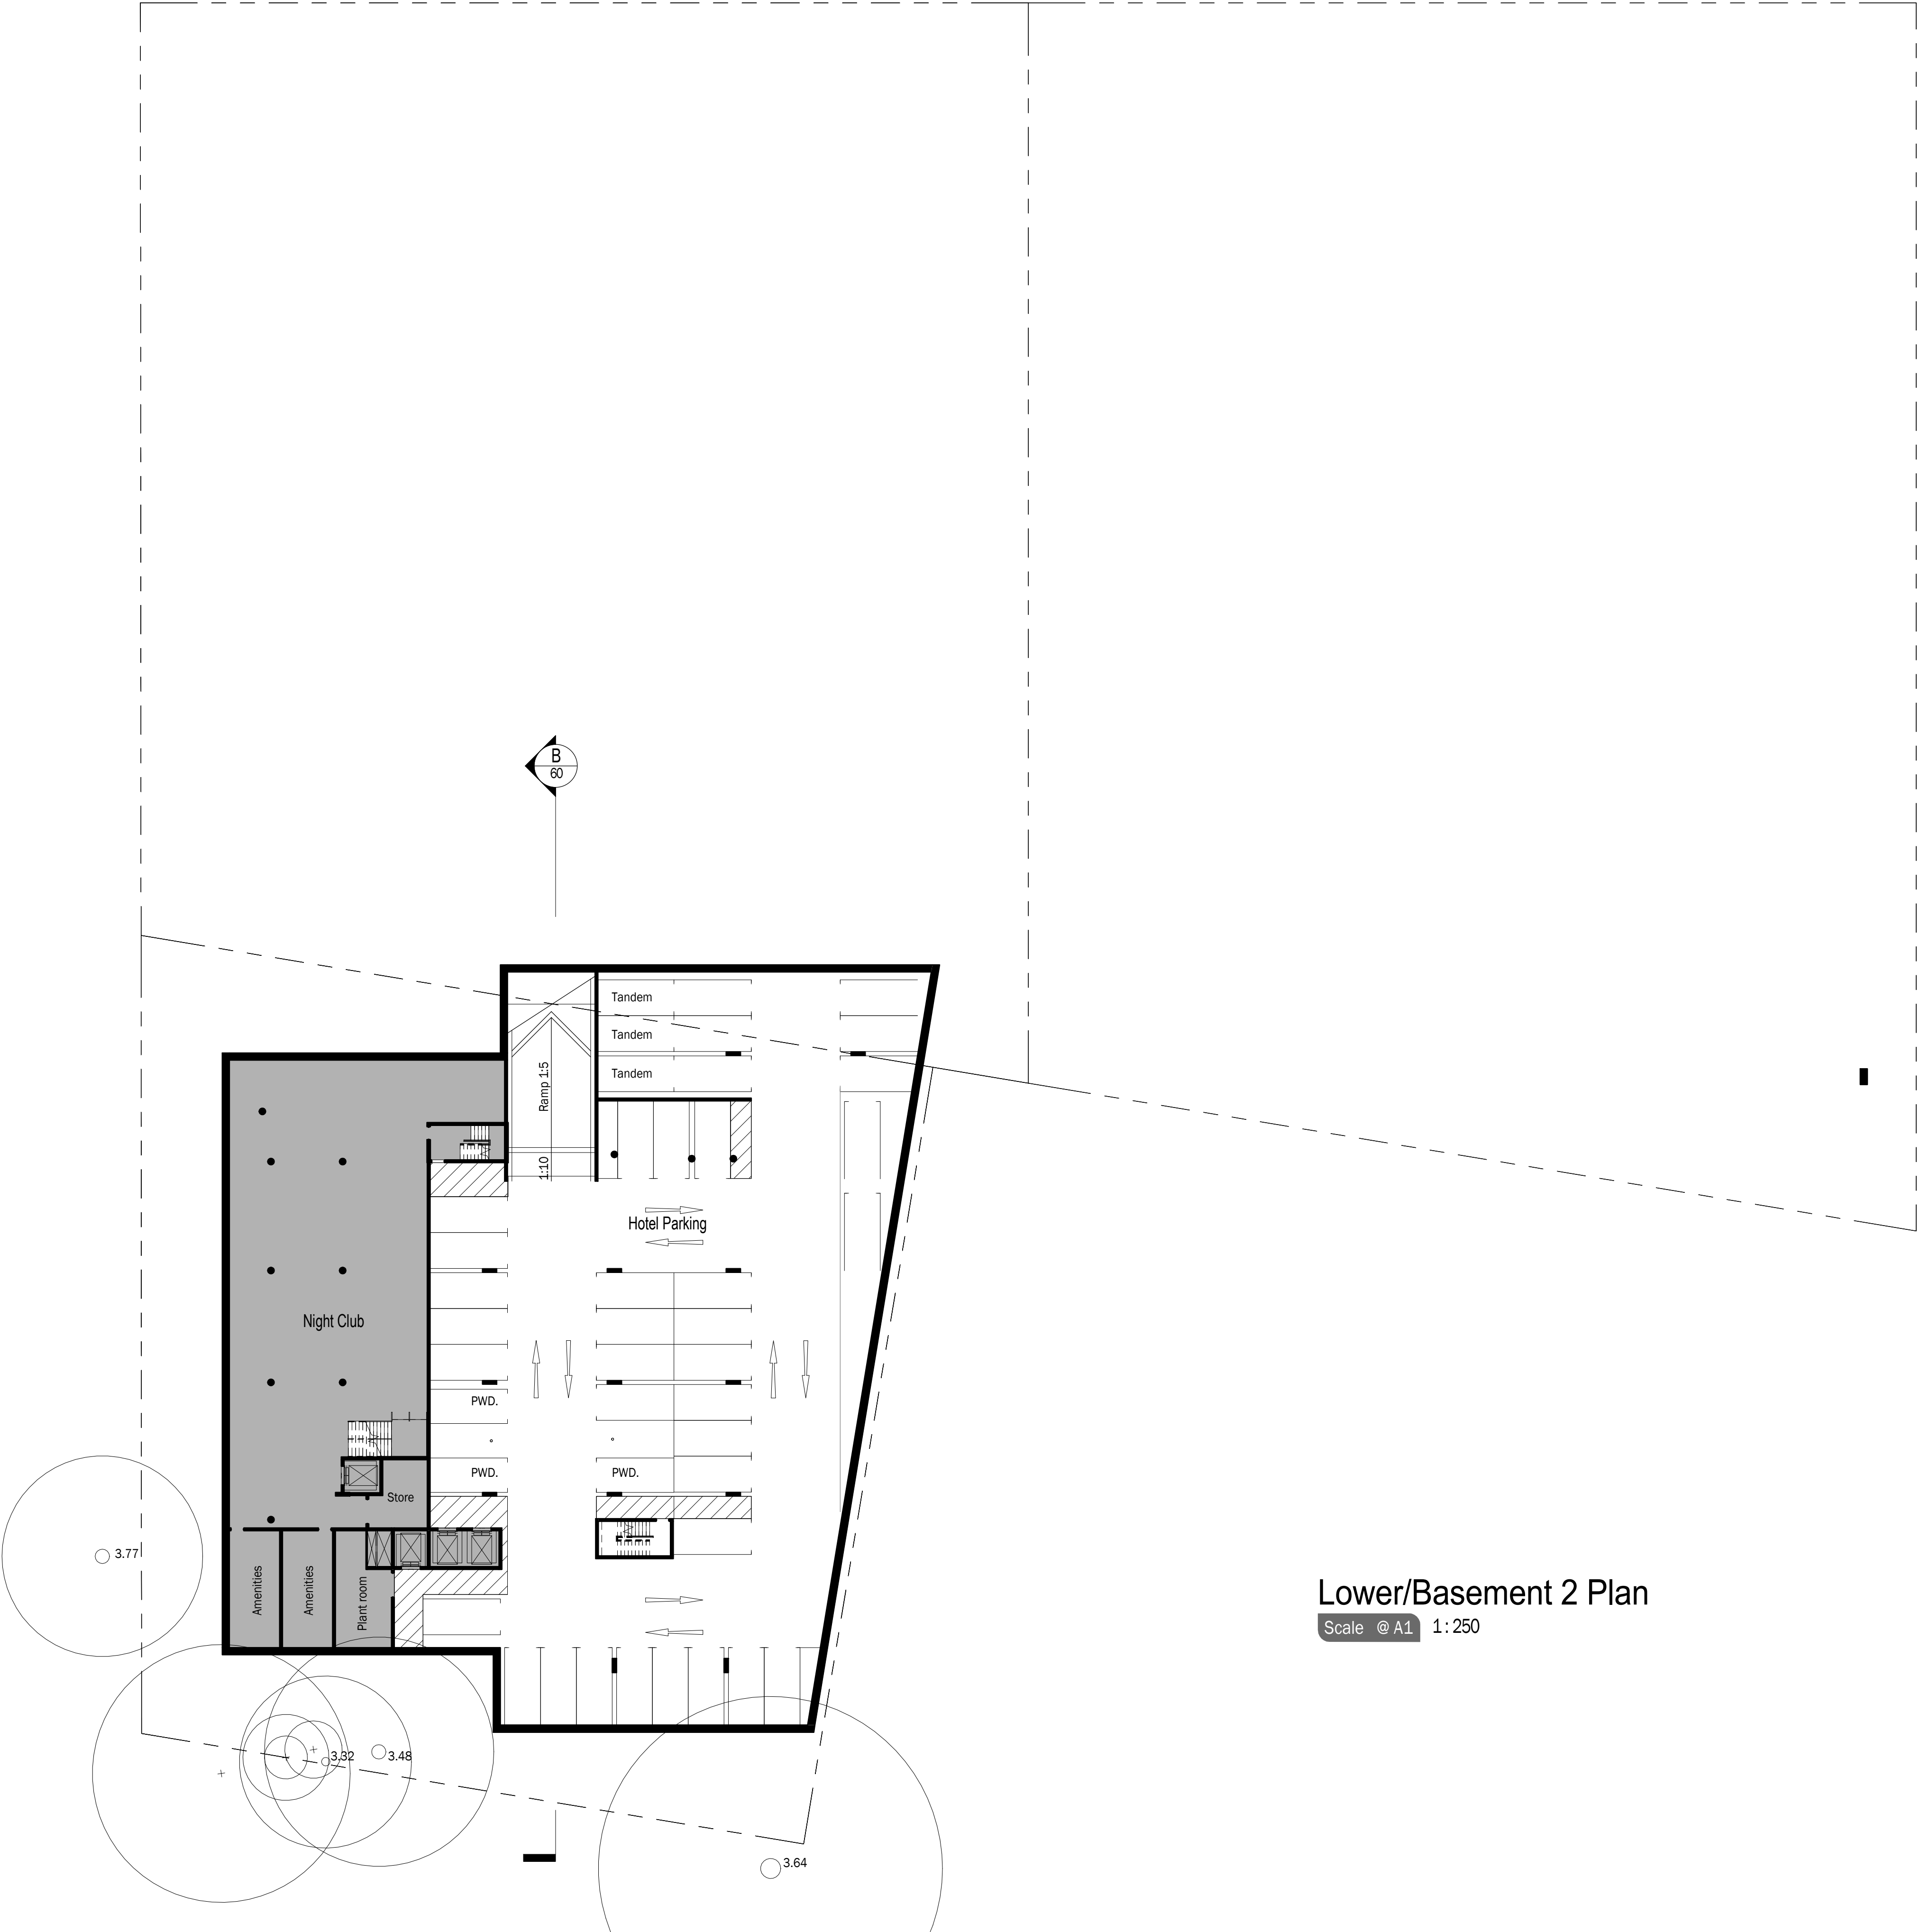 B
60
Tandem
Tandem
Tandem
Ramp 1:5
1:10
Hotel Parking
Night Club
PWD.
PWD.
PWD.
Store
Amenities
Amenities
Plant room
3.77
3.32
3.48
3.64
Lower/Basement 2 Plan
Scale @ A1 1 : 250